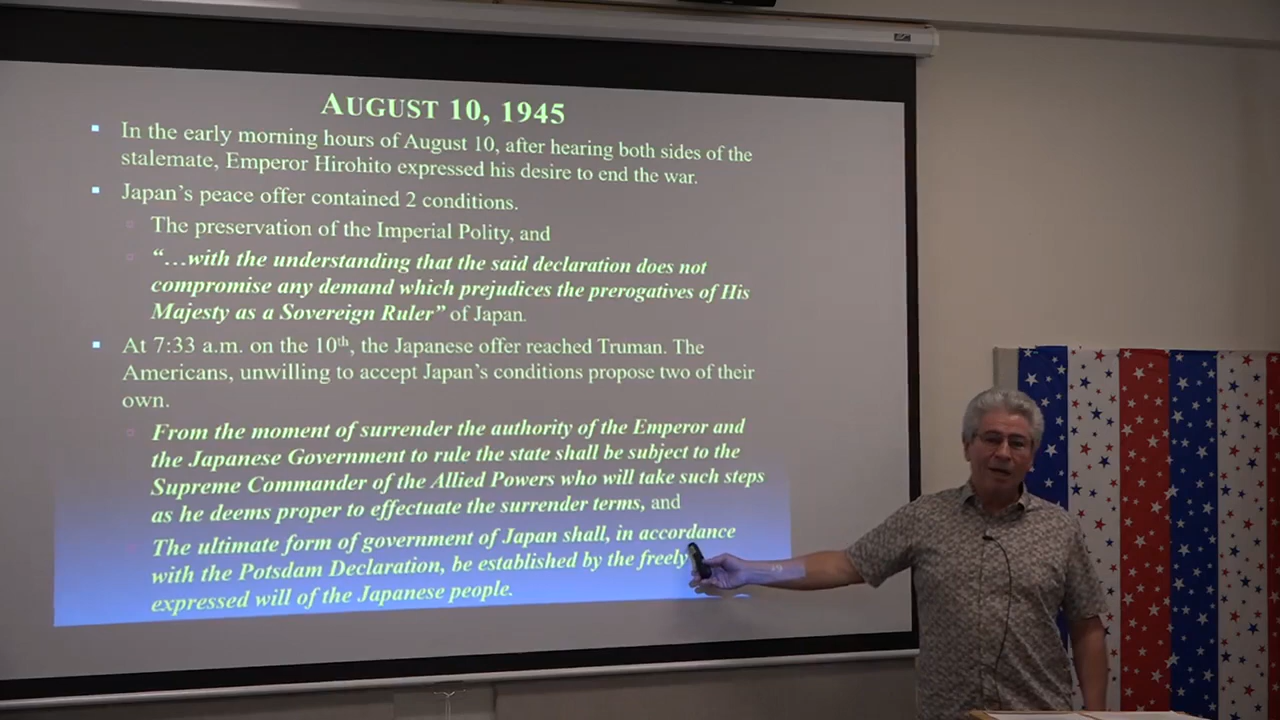 AUGUST 10, 1945
In the early morning hours of August 10, after hearing both sides of the
stalemate, Emperor Hirohito expressed his desire to end the war.
Japan's peace offer contained 2 conditions.
The preservation of the Imperial Polity, and
"…with the understanding that the said declaration does not
compromise any demand which prejudices the prerogatives of His
Majesty as a Sovereign Ruler" of Japan.
At 7:33 a.m. on the 10th, the Japanese offer reached Truman. The
Americans, unwilling to accept Japan's conditions propose two of their
own.
From the moment of surrender the authority of the Emperor and
the Japanese Government to rule the state shall be subject to the
Supreme Commander of the Allied Powers who will take such steps
as he deems proper to effectuate the surrender terms, and
The ultimate form of government of Japan shall, in accordance
with the Potsdam Declaration, be established by the freely
expressed will of the Japanese people.